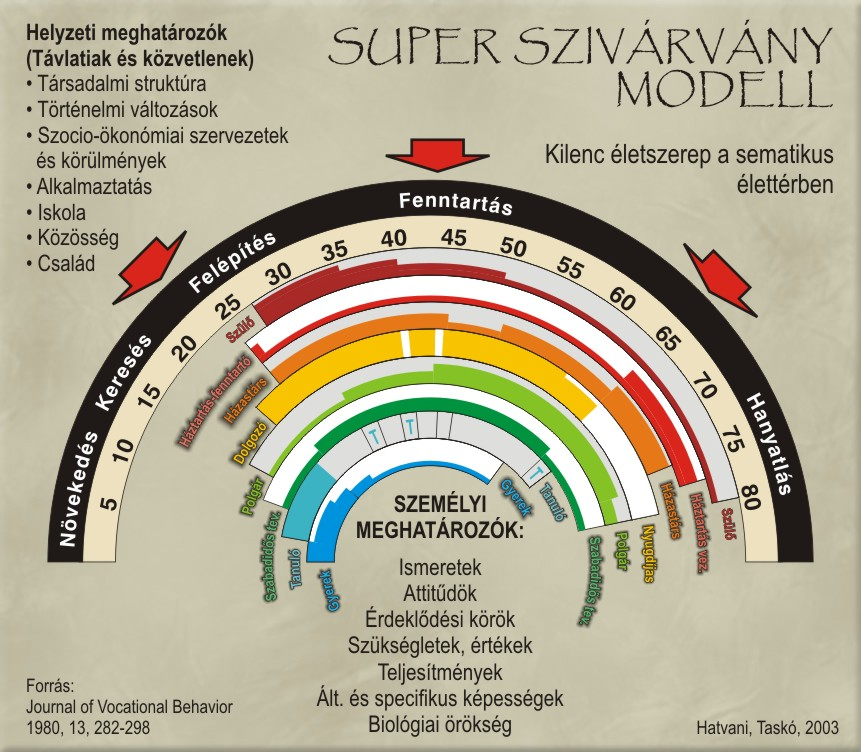 Helyzeti meghatározók
(Távlatiak és közvetlenek)
• Társadalmi struktúra
• Történelmi változások
• Szocio-ökonómiai szervezetek
és körülmények
• Alkalmaztatás
• Iskola
• Közösség
• Család
SUPER SZIVÁRVÁNY
MODELL
Kilenc életszerep a sematikus
élettérben
Növekedés
Keresés
Felépítés
Fenntartás
Hanyatlás
5
10
15
20
25
30
35
40
45
50
55
60
65
70
75
80
Szülő
Háztartás-fenntartó
Házastárs
Dolgozó
Polgár
Szabadidős tev.
Tanuló
Gyerek
T
T
T
Gyerek
Tanuló
Szabadidős tev.
Polgár
Nyugdíjas
Házastárs
Háztartás vez.
Szülő
SZEMÉLYI
MEGHATÁROZÓK:
Ismeretek
Attitűdök
Érdeklődési körök
Szükségletek, értékek
Teljesítmények
Ált. és specifikus képességek
Biológiai örökség
Forrás:
Journal of Vocational Behavior
1980, 13, 282-298
Hatvani, Taskó, 2003